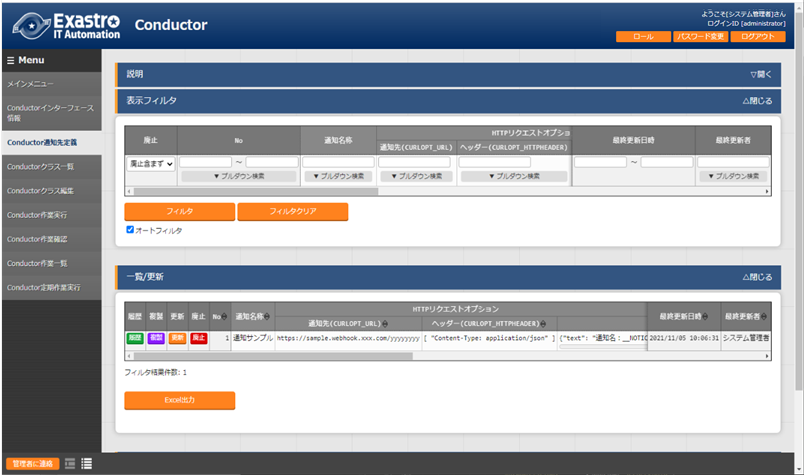 Exastro
IT Automation
Conductor
ようこそ[システム管理者]さん
ログインID [administrator]
ロール
パスワード変更
ログアウト
Menu
メインメニュー
Conductorインターフェース
情報
Conductor通知先定義
Conductorクラス一覧
Conductorクラス編集
Conductor作業実行
Conductor作業確認
Conductor作業一覧
Conductor定期作業実行
説明
▽開く
表示フィルタ
△閉じる
廃止
No
通知名称
HTTPリクエストオプショ
通知先(CURLOPT_URL)
ヘッダー(CURLOPT_HTTPHEADER)
最終更新日時
最終更新者
廃止含まず
～
～
▼ プルダウン検索
▼ プルダウン検索
▼ プルダウン検索
▼ プルダウン検索
▼ プルダウン検索
フィルタ
フィルタクリア
オートフィルタ
一覧/更新
△閉じる
履歴
複製
更新
廃止
No
通知名称
HTTPリクエストオプション
通知先(CURLOPT_URL)
ヘッダー(CURLOPT_HTTPHEADER)
最終更新日時
最終更新者
履歴
複製
更新
廃止
1
通知サンプル
https://sample.webhook.xxx.com/yyyyyyyy
[ "Content-Type: application/json" ]
{"text": "通知名：__NOTIC
2021/11/05 10:06:31
システム管理者
フィルタ結果件数: 1
Excel出力
管理者に連絡